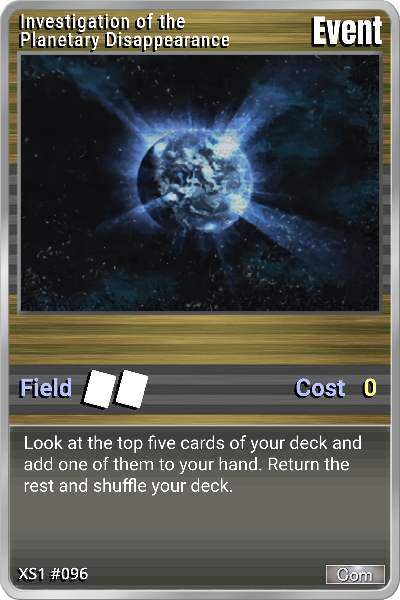 Investigation of the
Planetary Disappearance
Event
Field
Cost 0
Look at the top five cards of your deck and
add one of them to your hand. Return the
rest and shuffle your deck.
XS1 #096
Com